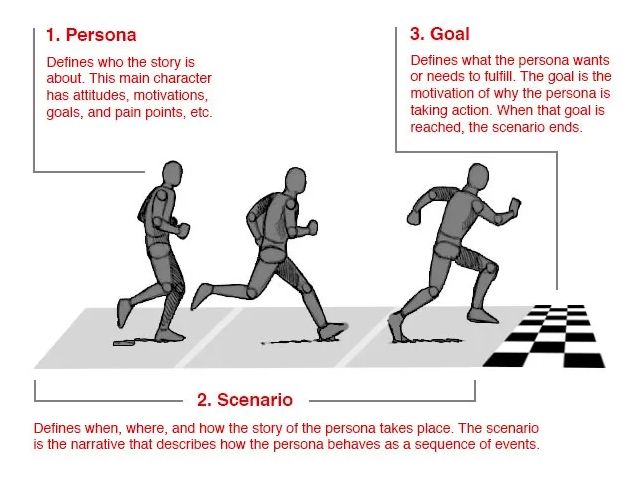 1. Persona
Defines who the story is
about. This main character
has attitudes, motivations,
goals, and pain points, etc.
3. Goal
Defines what the persona wants
or needs to fulfill. The goal is the
motivation of why the persona is
taking action. When that goal is
reached, the scenario ends.
2. Scenario
Defines when, where, and how the story of the persona takes place. The scenario
is the narrative that describes how the persona behaves as a sequence of events.